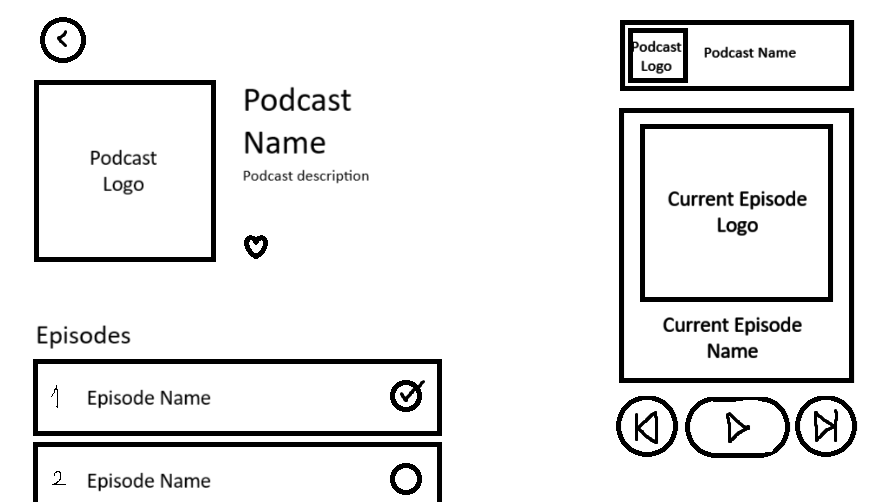 Podcast
Logo
Podcast
Name
Podcast description
Episodes
1 Episode Name
2 Episode Name
Podcast
Logo
Podcast Name
Current Episode
Logo
Current Episode
Name